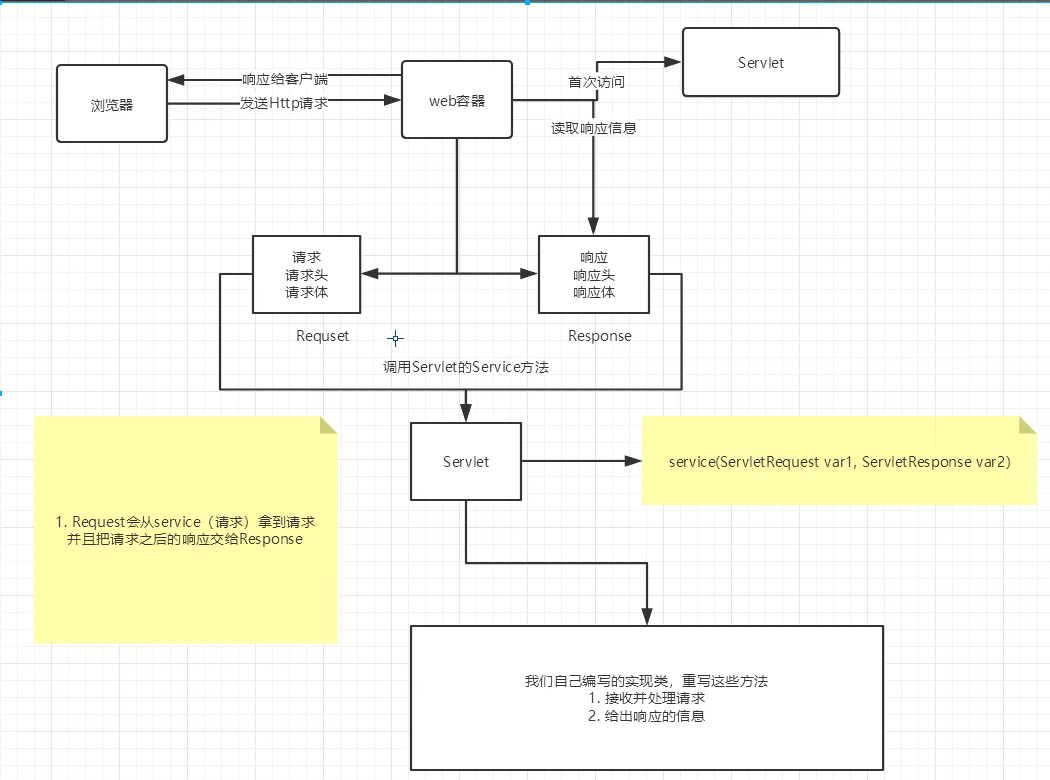 Servlet
响应给客户端
首次访问
浏览器
web容器
发送Http请求
读取响应信息
请求
请求头
请求体
响应
响应头
响应体
Requset
Response
调用Servlet的Service方法
Servlet
service(ServletRequest var1, ServletResponse var2)
1. Request会从service（请求）拿到请求
并且把请求之后的响应交给Response
我们自己编写的实现类，重写这些方法
1. 接收并处理请求
2. 给出响应的信息